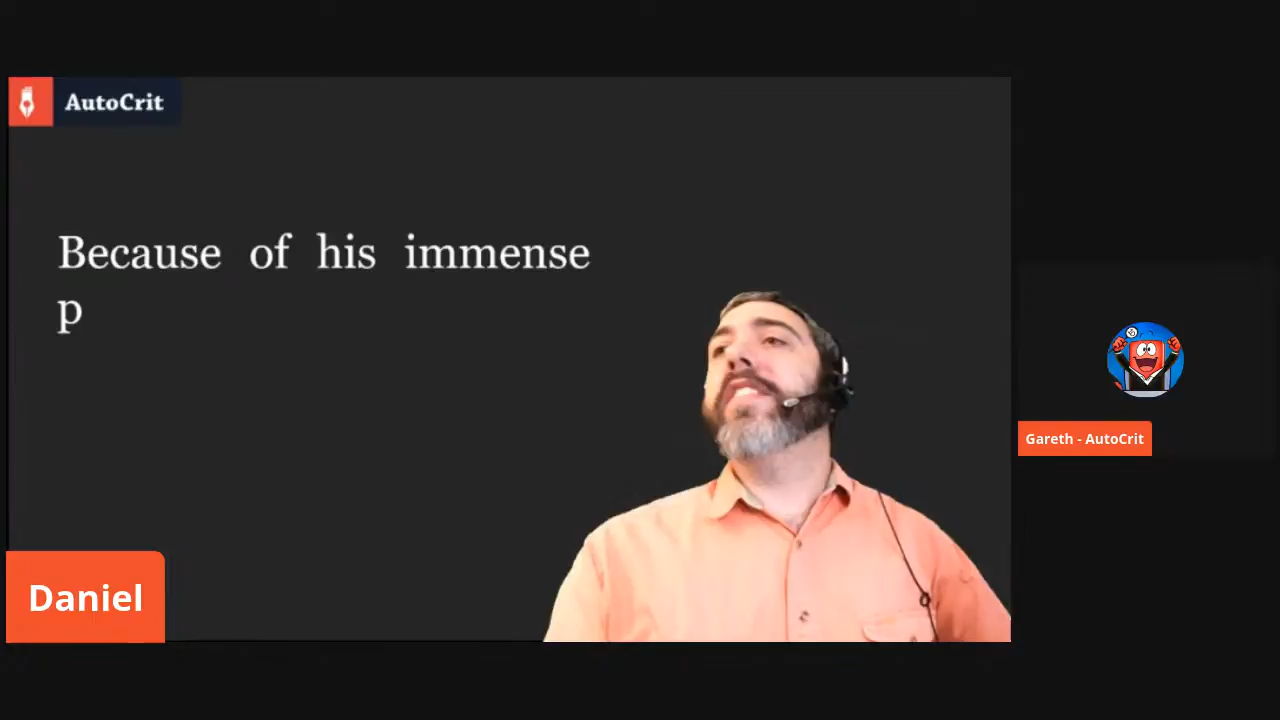 AutoCrit
Because of his immense
p
Gareth - AutoCrit
Daniel